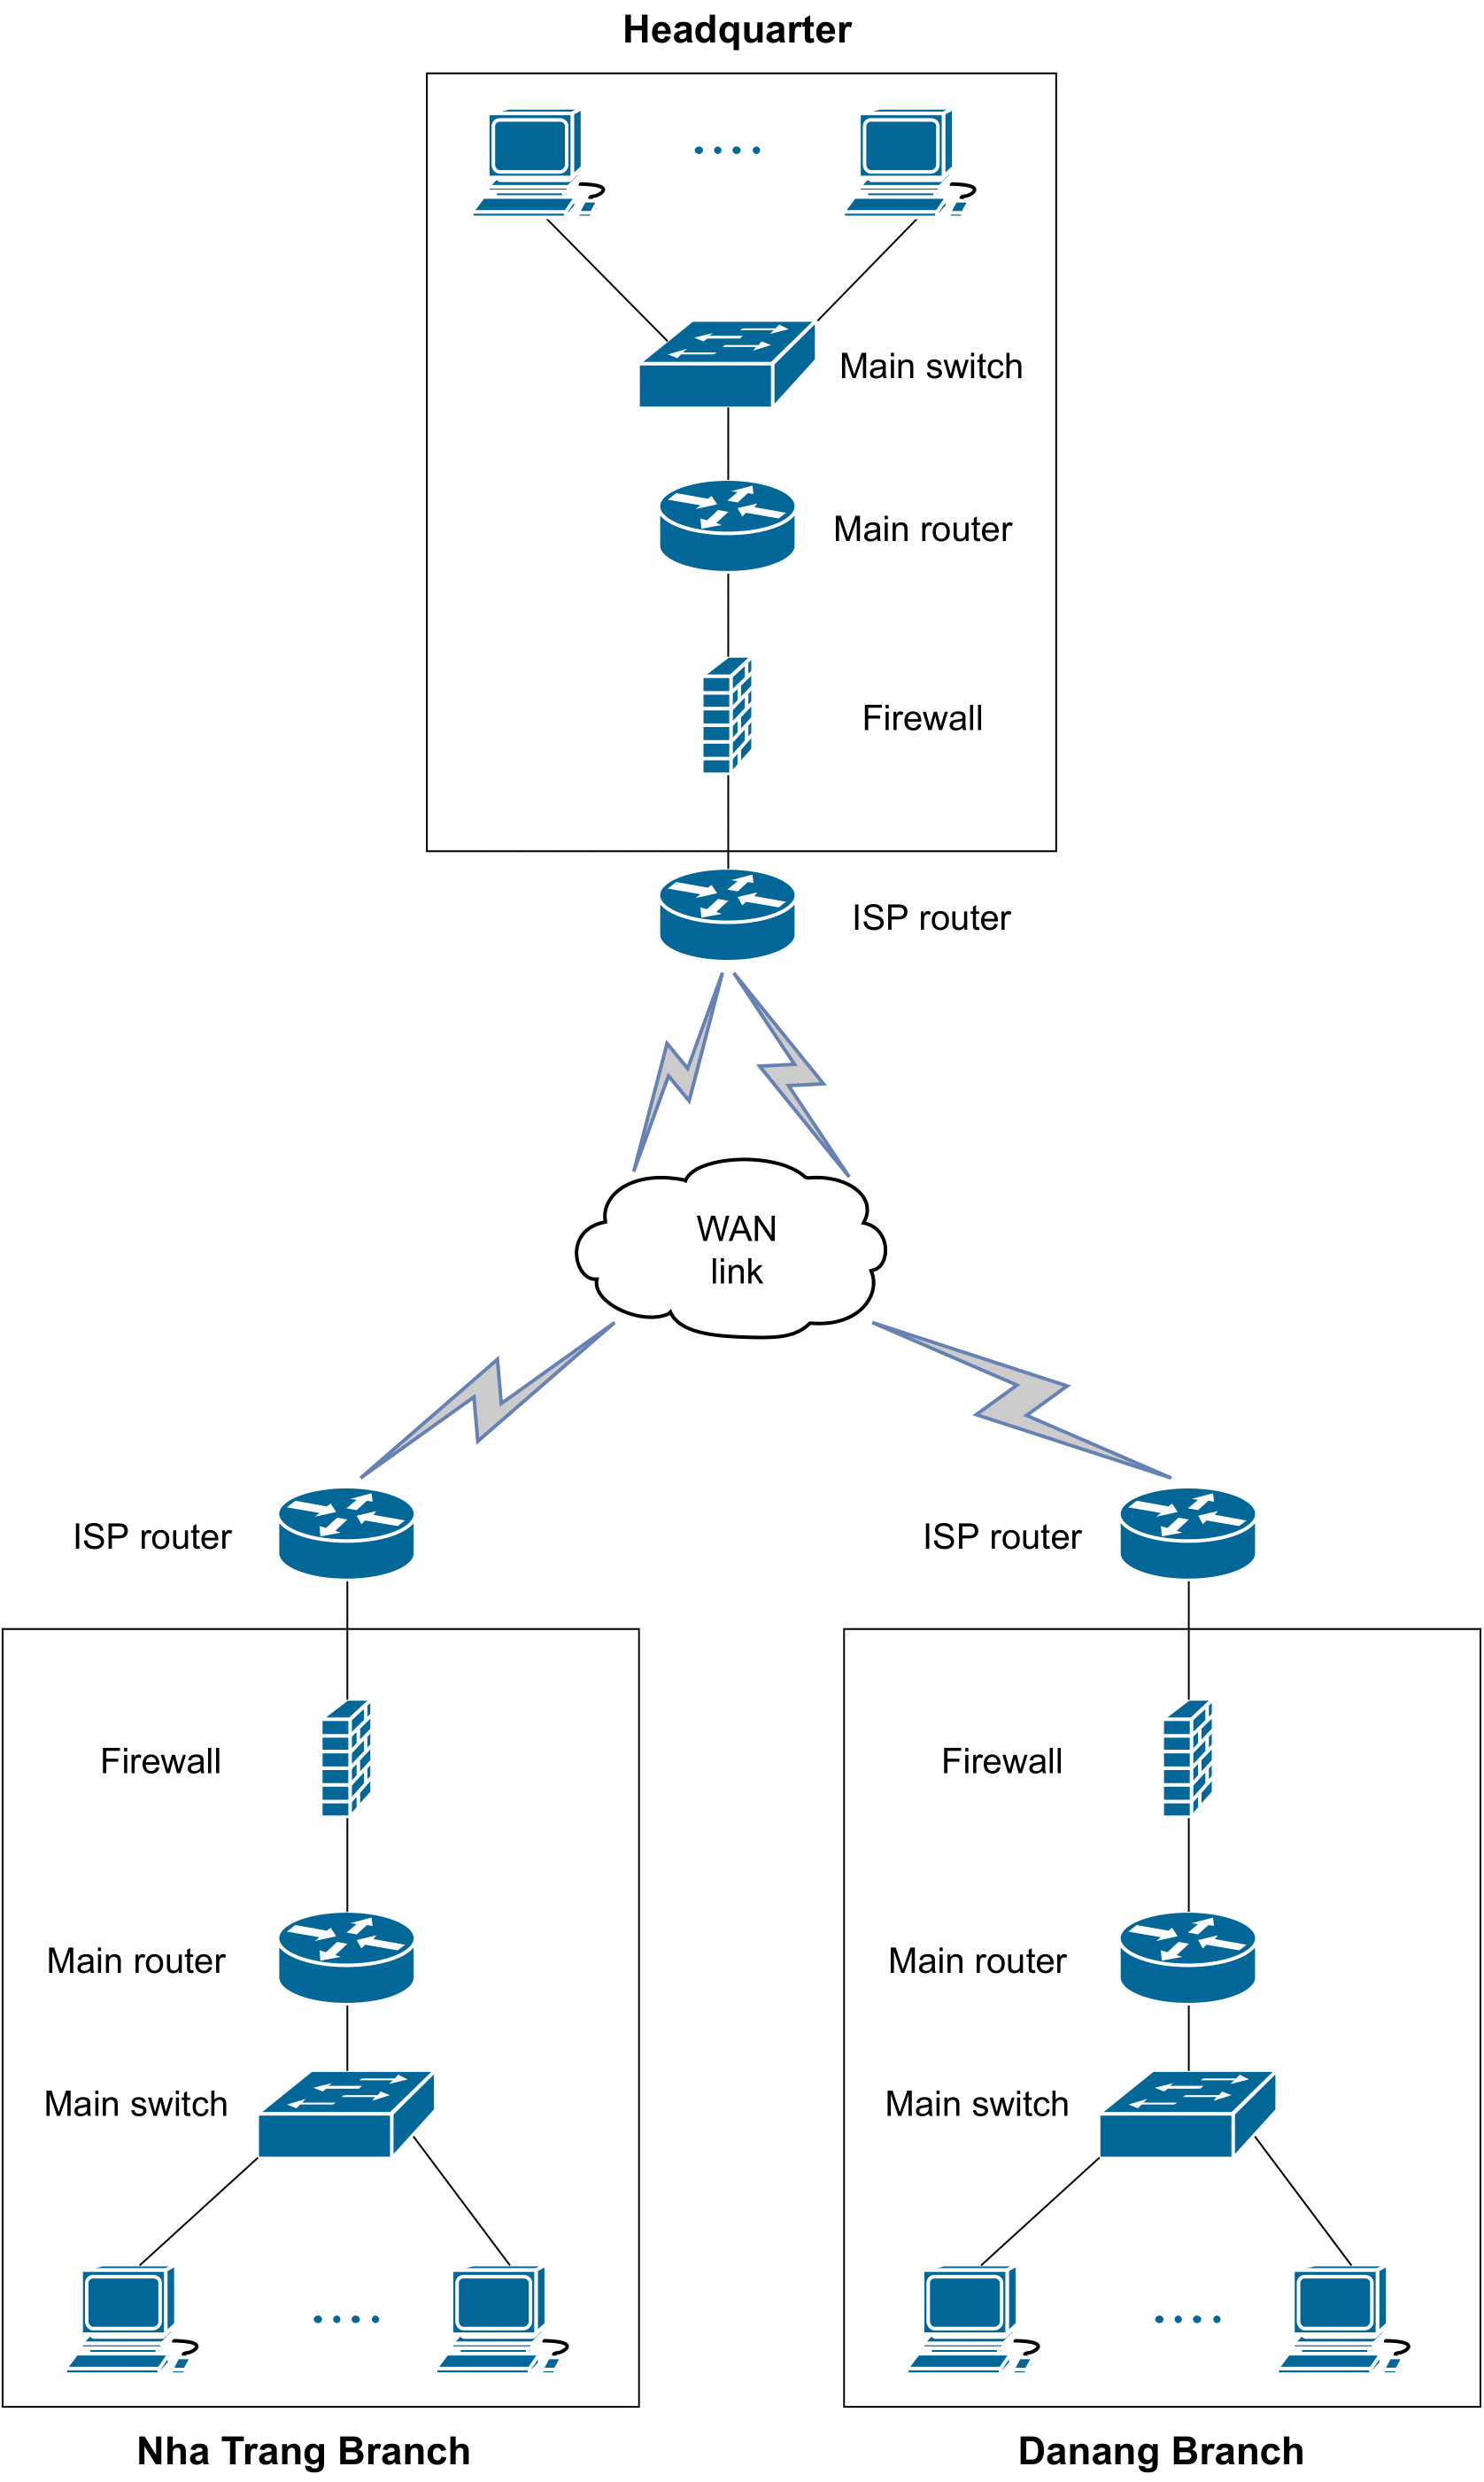 Headquarter
Main switch
Main router
Firewall
ISP router
WAN
link
ISP router
ISP router
Firewall
Firewall
Main router
Main router
Main switch
Main switch
Nha Trang Branch
Danang Branch